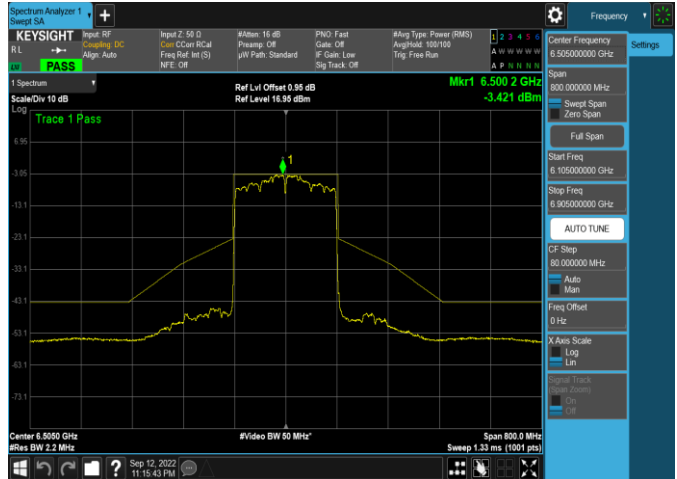 Spectrum Analyzer 1
Swept SA
Frequency
KEYSIGHT
R L
PASS
Input: RF
Coupling: DC
Align: Auto
Input Z: 50 Ω
Corr CCorr RCal
Freq Ref: Int (S)
NFE: Off
#Atten: 16 dB
Preamp: Off
µW Path: Standard
PNO: Fast
Gate: Off
IF Gain: Low
Sig Track: Off
#Avg Type: Power (RMS)
Avg|Hold: 100/100
Trig: Free Run
1 2 3 4 5 6
A W W W W W
A P N N N N
1 Spectrum
Scale/Div 10 dB
Ref Lvl Offset 0.95 dB
Ref Level 16.95 dBm
Mkr1 6.500 2 GHz
-3.421 dBm
Log
Trace 1 Pass
1
6.95
-3.05
-13.1
-23.1
-33.1
-43.1
-53.1
-63.1
-73.1
Center 6.5050 GHz
#Res BW 2.2 MHz
#Video BW 50 MHz*
Span 800.0 MHz
Sweep 1.33 ms (1001 pts)
Center Frequency
6.505000000 GHz
Settings
Span
800.000000 MHz
Swept Span
Zero Span
Full Span
Start Freq
6.105000000 GHz
Stop Freq
6.905000000 GHz
AUTO TUNE
CF Step
80.000000 MHz
Auto
Man
Freq Offset
0 Hz
X Axis Scale
Log
Lin
Signal Track
(Span Zoom)
On
Off
?
Sep 12, 2022
11:15:43 PM